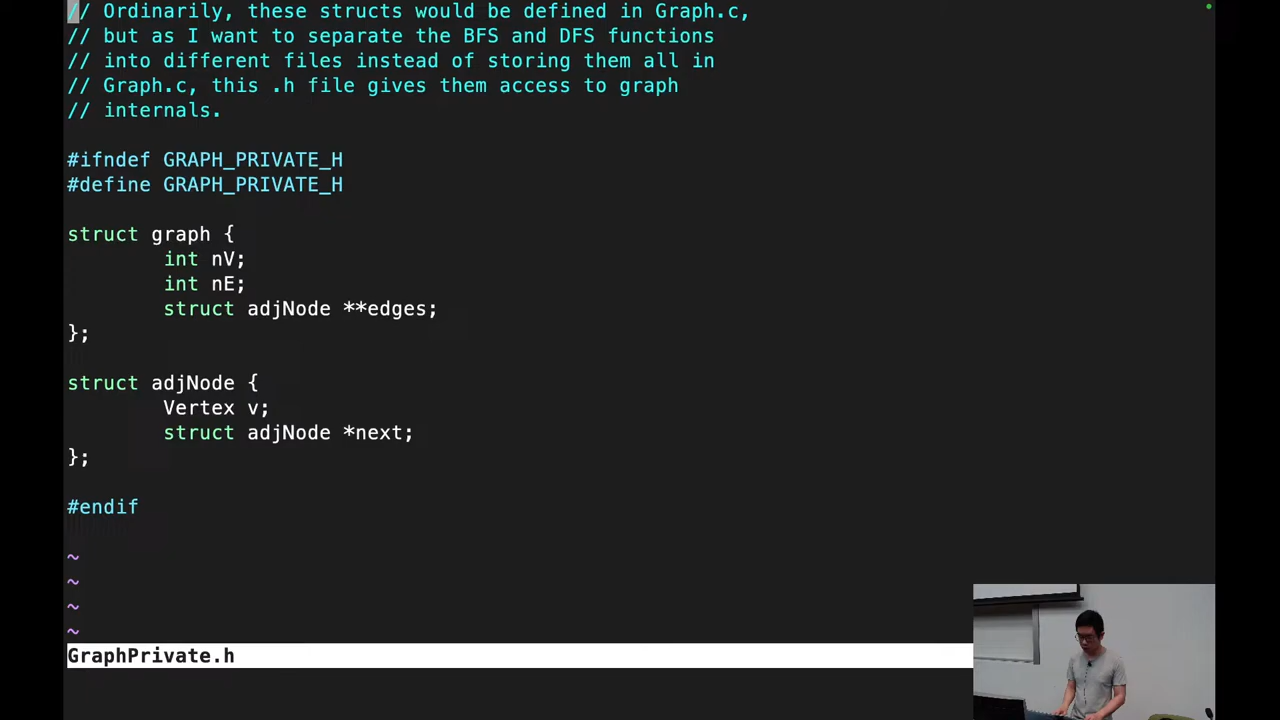 // Ordinarily, these structs would be defined in Graph.c,
// but as I want to separate the BFS and DFS functions
// into different files instead of storing them all in
// Graph.c, this .h file gives them access to graph
// internals.
#ifndef GRAPH_PRIVATE_H
#define GRAPH_PRIVATE_H
struct graph {
int nV;
int nE;
struct adjNode **edges;
};
struct adjNode {
Vertex v;
struct adjNode *next;
};
#endif
~
~
~
~
GraphPrivate.h